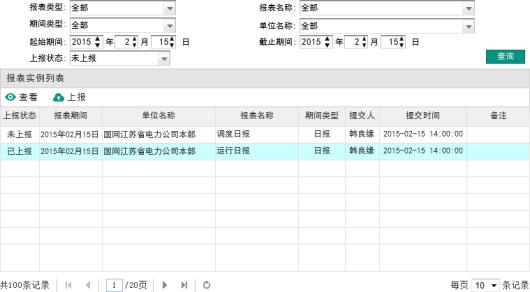 报表类型: 全部 报表名称: 全部
期间类型: 全部 单位名称: 全部
起始期间: 2015 年 2 月 15 日 截止期间: 2015 年 2 月 15 日
上报状态: 未上报 查询
报表实例列表
查看 上报
上报状态 报表期间 单位名称 报表名称 期间类型 提交人 提交时间 备注
未上报 2015年02月15日 国网江苏省电力公司本部 调度日报 日报 韩良缘 2015-02-15 14:00:00
已上报 2015年02月15日 国网江苏省电力公司本部 运行日报 日报 韩良缘 2015-02-15 14:00:00
共100条记录 1 /20页 每页 10 条记录